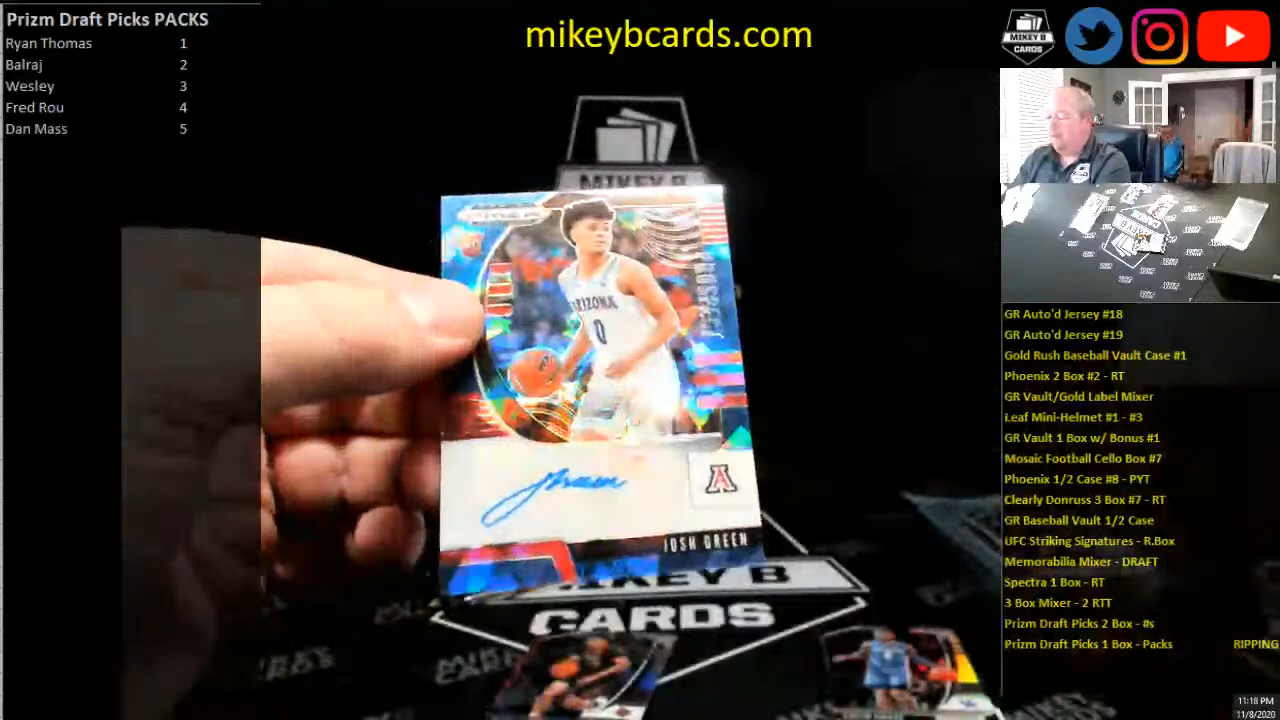 Prizm Draft Picks PACKS
Ryan Thomas 1
Balraj 2
Wesley 3
Fred Rou 4
Dan Mass 5
mikeybcards.com
MIKEY B
CARDS
MIKEY B
ARIZONA
0
A
JOSH GREEN
KEY B
CARDS
GR Auto'd Jersey #18
GR Auto'd Jersey #19
Gold Rush Baseball Vault Case #1
Phoenix 2 Box #2 - RT
GR Vault/Gold Label Mixer
Leaf Mini-Helmet #1 - #3
GR Vault 1 Box w/ Bonus #1
Mosaic Football Cello Box #7
Phoenix 1/2 Case #8 - PYT
Clearly Donruss 3 Box #7 - RT
GR Baseball Vault 1/2 Case
UFC Striking Signatures - R.Box
Memorabilia Mixer - DRAFT
Spectra 1 Box - RT
3 Box Mixer - 2 RTT
Prizm Draft Picks 2 Box - #s
Prizm Draft Picks 1 Box - Packs RIPPING
11:18 PM
11/8/2020